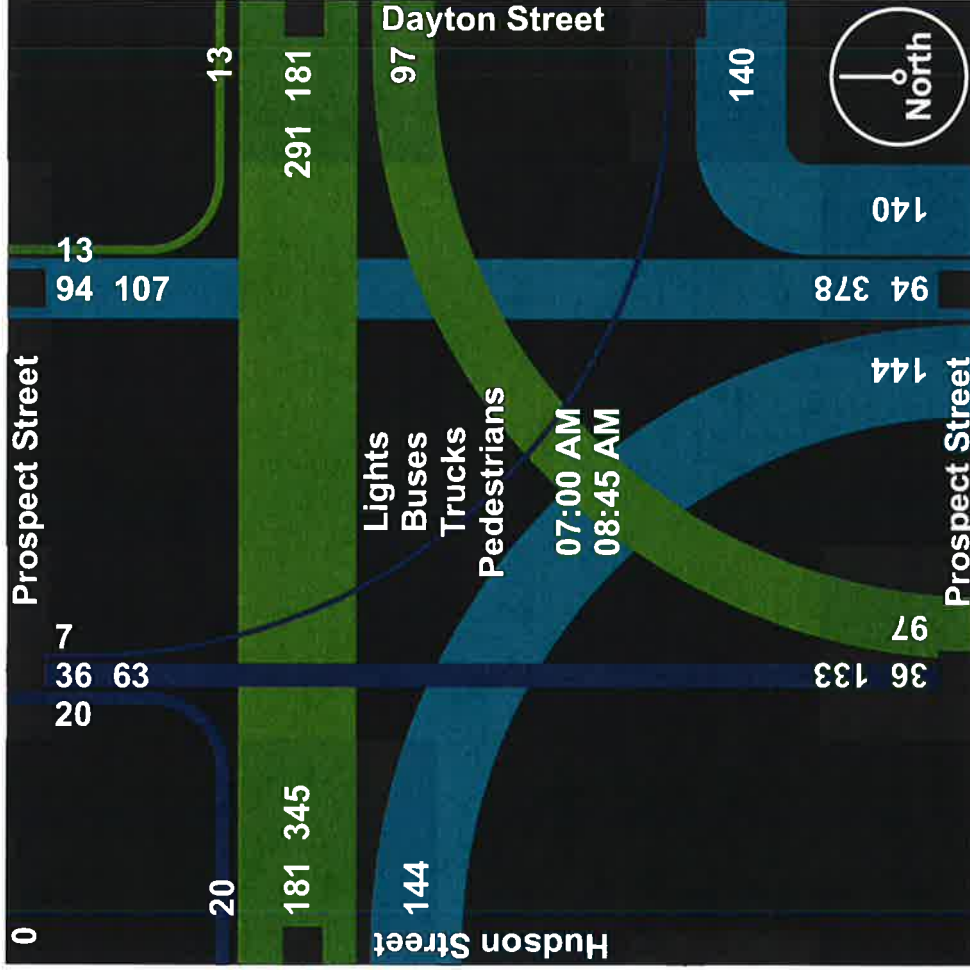 Dayton Street
13
291 181
97
140
North
140
13
94 107
94 378
144
Prospect Street
Prospect Street
Lights
Buses
Trucks
Pedestrians
07:00 AM
08:45 AM
7
36 63
20
97
36 133
20
181 345
144
0
Hudson Street